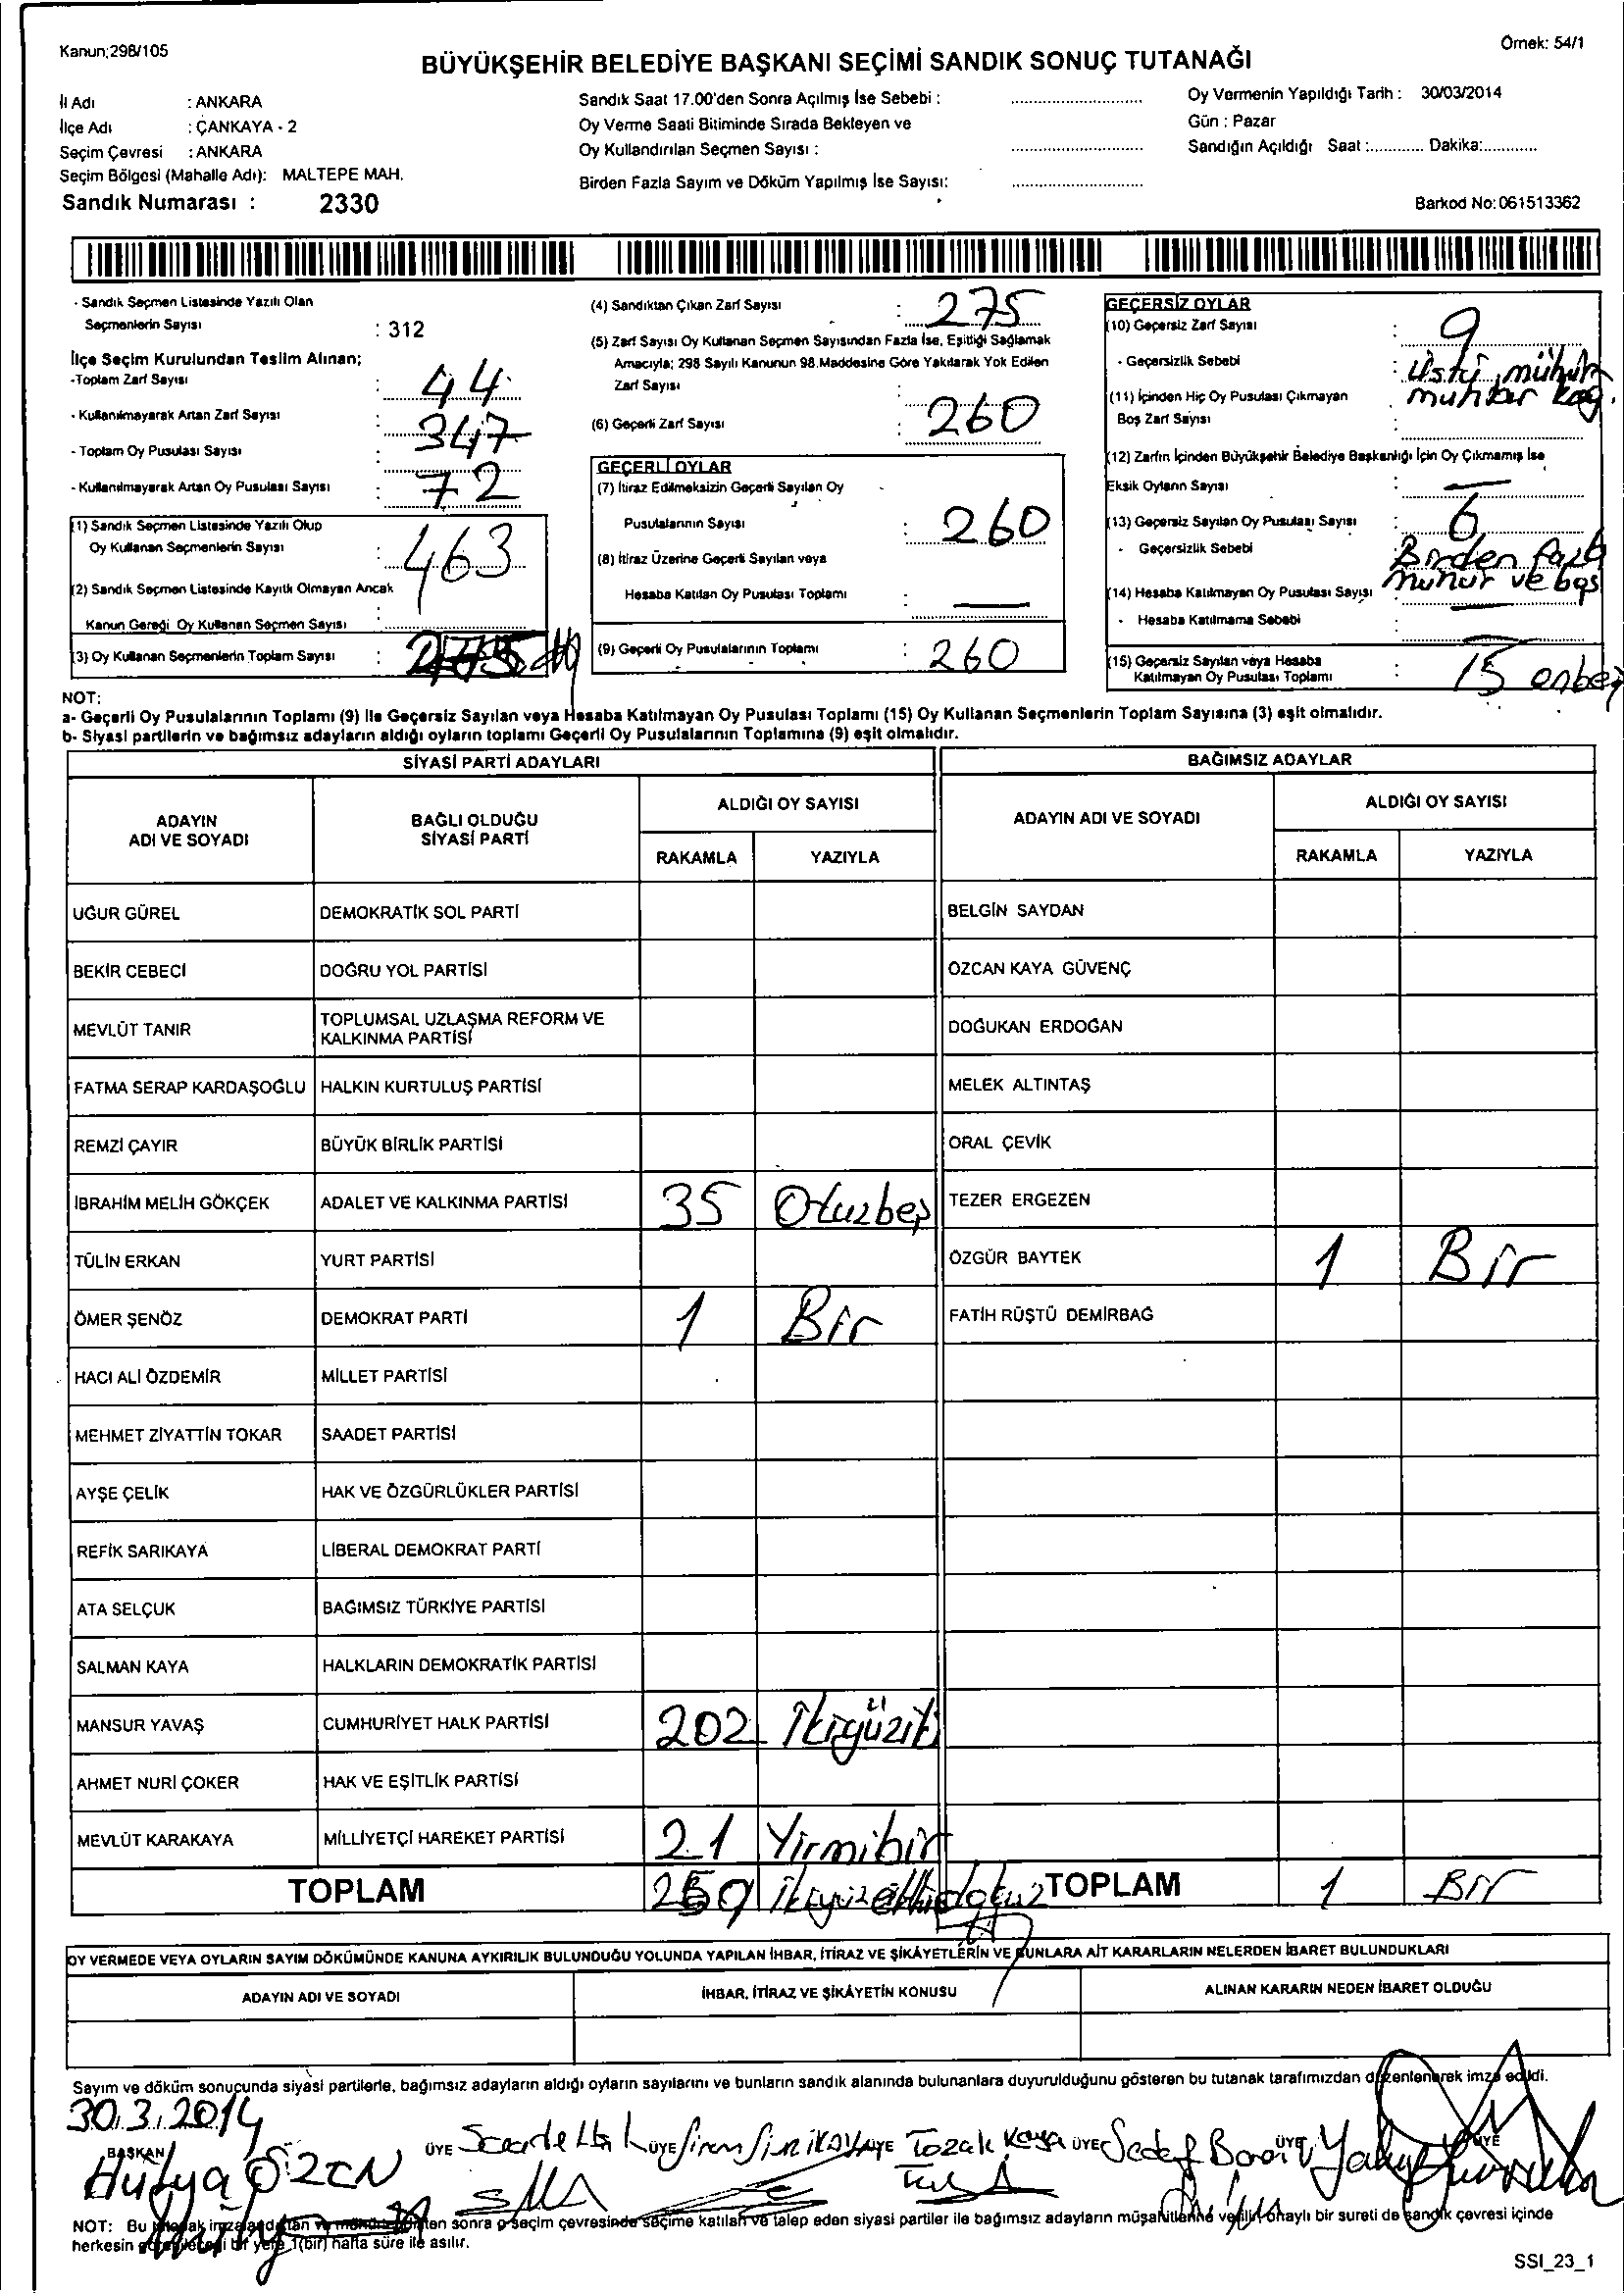 Kanun;298/105
Örnek: 54/1
BÜYÜKŞEHİR BELEDİYE BAŞKANI SEÇİMİ SANDIK SONUÇ TUTANAĞI
İl Adı : ANKARA
İlçe Adı : ÇANKAYA - 2
Seçim Çevresi : ANKARA
Seçim Bölgesi (Mahalle Adı): MALTEPE MAH.
Sandık Numarası : 2330
Sandık Saat 17.00'den Sonra Açılmış İse Sebebi :
Oy Verme Saati Bitiminde Sırada Bekleyen ve
Oy Kullandırılan Seçmen Sayısı :
Birden Fazla Sayım ve Döküm Yapılmış İse Sayısı:
Oy Vermenin Yapıldığı Tarih : 30/03/2014
Gün : Pazar
Sandığın Açıldığı Saat :............ Dakika:............
Barkod No:061513362
- Sandık Seçmen Listesinde Yazılı Olan
Seçmenlerin Sayısı : 312
İlçe Seçim Kurulundan Teslim Alınan;
-Toplam Zarf Sayısı : 44
- Kullanılmayarak Artan Zarf Sayısı : 347
- Toplam Oy Pusulası Sayısı : 72
- Kullanılmayarak Artan Oy Pusulası Sayısı :
(1) Sandık Seçmen Listesinde Yazılı Olup
Oy Kullanan Seçmenlerin Sayısı : 463
(2) Sandık Seçmen Listesinde Kayıtlı Olmayan Ancak
Kanun Gereği Oy Kullanan Seçmen Sayısı :
(3) Oy Kullanan Seçmenlerin Toplam Sayısı : 275
(4) Sandıktan Çıkan Zarf Sayısı : 275
(5) Zarf Sayısı Oy Kullanan Seçmen Sayısından Fazla İse, Eşitliği Sağlamak
Amacıyla; 298 Sayılı Kanunun 98.Maddesine Göre Yakılarak Yok Edilen
Zarf Sayısı :
(6) Geçerli Zarf Sayısı : 260
GEÇERLİ OYLAR
(7) İtiraz Edilmeksizin Geçerli Sayılan Oy
Pusulalarının Sayısı : 260
(8) İtiraz Üzerine Geçerli Sayılan veya
Hesaba Katılan Oy Pusulası Toplamı : —
(9) Geçerli Oy Pusulalarının Toplamı : 260
GEÇERSİZ OYLAR
(10) Geçersiz Zarf Sayısı : 9
- Geçersizlik Sebebi : üstü mühür
muhtar kağ.
(11) İçinden Hiç Oy Pusulası Çıkmayan
Boş Zarf Sayısı :
(12) Zarfın İçinden Büyükşehir Belediye Başkanlığı İçin Oy Çıkmamış İse
Eksik Oyların Sayısı : —
(13) Geçersiz Sayılan Oy Pusulası Sayısı : 6
- Geçersizlik Sebebi : Birden fazla
mühür ve boş
(14) Hesaba Katılmayan Oy Pusulası Sayısı : —
- Hesaba Katılmama Sebebi :
(15) Geçersiz Sayılan veya Hesaba
Katılmayan Oy Pusulası Toplamı : 15 onbeş
NOT:
a- Geçerli Oy Pusulalarının Toplamı (9) İle Geçersiz Sayılan veya Hesaba Katılmayan Oy Pusulası Toplamı (15) Oy Kullanan Seçmenlerin Toplam Sayısına (3) eşit olmalıdır.
b- Siyasi partilerin ve bağımsız adayların aldığı oyların toplamı Geçerli Oy Pusulalarının Toplamına (9) eşit olmalıdır.
SİYASİ PARTİ ADAYLARI
BAĞIMSIZ ADAYLAR
ADAYIN ADI VE SOYADI
BAĞLI OLDUĞU SİYASİ PARTİ
ALDIĞI OY SAYISI
RAKAMLA YAZIYLA
ADAYIN ADI VE SOYADI
ALDIĞI OY SAYISI
RAKAMLA YAZIYLA
UĞUR GÜREL DEMOKRATİK SOL PARTİ BELGİN SAYDAN
BEKİR CEBECİ DOĞRU YOL PARTİSİ ÖZCAN KAYA GÜVENÇ
MEVLÜT TANIR TOPLUMSAL UZLAŞMA REFORM VE KALKINMA PARTİSİ DOĞUKAN ERDOĞAN
FATMA SERAP KARDAŞOĞLU HALKIN KURTULUŞ PARTİSİ MELEK ALTINTAŞ
REMZİ ÇAYIR BÜYÜK BİRLİK PARTİSİ ORAL ÇEVİK
İBRAHİM MELİH GÖKÇEK ADALET VE KALKINMA PARTİSİ 35 Otuzbeş TEZER ERGEZEN
TÜLİN ERKAN YURT PARTİSİ ÖZGÜR BAYTEK 1 Bir
ÖMER ŞENÖZ DEMOKRAT PARTİ 1 Bir FATİH RÜŞTÜ DEMİRBAĞ
HACI ALİ ÖZDEMİR MİLLET PARTİSİ
MEHMET ZİYATTİN TOKAR SAADET PARTİSİ
AYŞE ÇELİK HAK VE ÖZGÜRLÜKLER PARTİSİ
REFİK SARIKAYA LİBERAL DEMOKRAT PARTİ
ATA SELÇUK BAĞIMSIZ TÜRKİYE PARTİSİ
SALMAN KAYA HALKLARIN DEMOKRATİK PARTİSİ
MANSUR YAVAŞ CUMHURİYET HALK PARTİSİ 202 İkiyüziki
AHMET NURİ ÇOKER HAK VE EŞİTLİK PARTİSİ
MEVLÜT KARAKAYA MİLLİYETÇİ HAREKET PARTİSİ 21 Yirmibir
TOPLAM 259 TOPLAM 1 Bir
OY VERMEDE VEYA OYLARIN SAYIM DÖKÜMÜNDE KANUNA AYKIRILIK BULUNDUĞU YOLUNDA YAPILAN İHBAR, İTİRAZ VE ŞİKÂYETLERİN VE BUNLARA AİT KARARLARIN NELERDEN İBARET BULUNDUKLARI
ADAYIN ADI VE SOYADI İHBAR, İTİRAZ VE ŞİKÂYETİN KONUSU ALINAN KARARIN NEDEN İBARET OLDUĞU
Sayım ve döküm sonucunda siyasi partilerle, bağımsız adayların aldığı oyların sayılarını ve bunların sandık alanında bulunanlara duyurulduğunu gösteren bu tutanak tarafımızdan düzenlenerek imza edildi.
30.3.2014
BAŞKAN ÜYE ÜYE ÜYE ÜYE ÜYE ÜYE
Hülya ÖZEN
NOT: Bu sonra seçim çevresinde seçime katılan ve talep eden siyasi partiler ile bağımsız adayların müşahitlerine onaylı bir sureti de sandık çevresi içinde
herkesin bir yere 1(bir) hafta süre ile asılır.
SSI_23_1